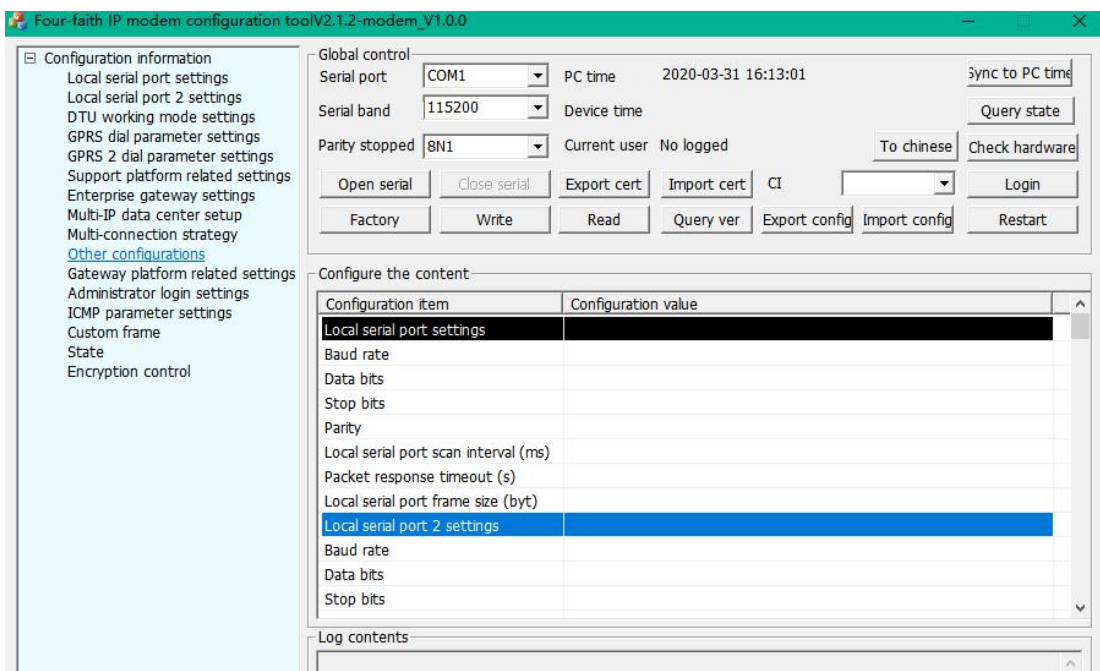 Four-faith IP modem configuration toolV2.1.2-modem_V1.0.0
Configuration information
Local serial port settings
Local serial port 2 settings
DTU working mode settings
GPRS dial parameter settings
GPRS 2 dial parameter settings
Support platform related settings
Enterprise gateway settings
Multi-IP data center setup
Multi-connection strategy
Other configurations
Gateway platform related settings
Administrator login settings
ICMP parameter settings
Custom frame
State
Encryption control
Global control
Serial port COM1 PC time 2020-03-31 16:13:01 Sync to PC time
Serial band 115200 Device time Query state
Parity stopped 8N1 Current user No logged To chinese Check hardware
Open serial Close serial Export cert Import cert CI Login
Factory Write Read Query ver Export config Import config Restart
Configure the content
Configuration item Configuration value
Local serial port settings
Baud rate
Data bits
Stop bits
Parity
Local serial port scan interval (ms)
Packet response timeout (s)
Local serial port frame size (byt)
Local serial port 2 settings
Baud rate
Data bits
Stop bits
Log contents